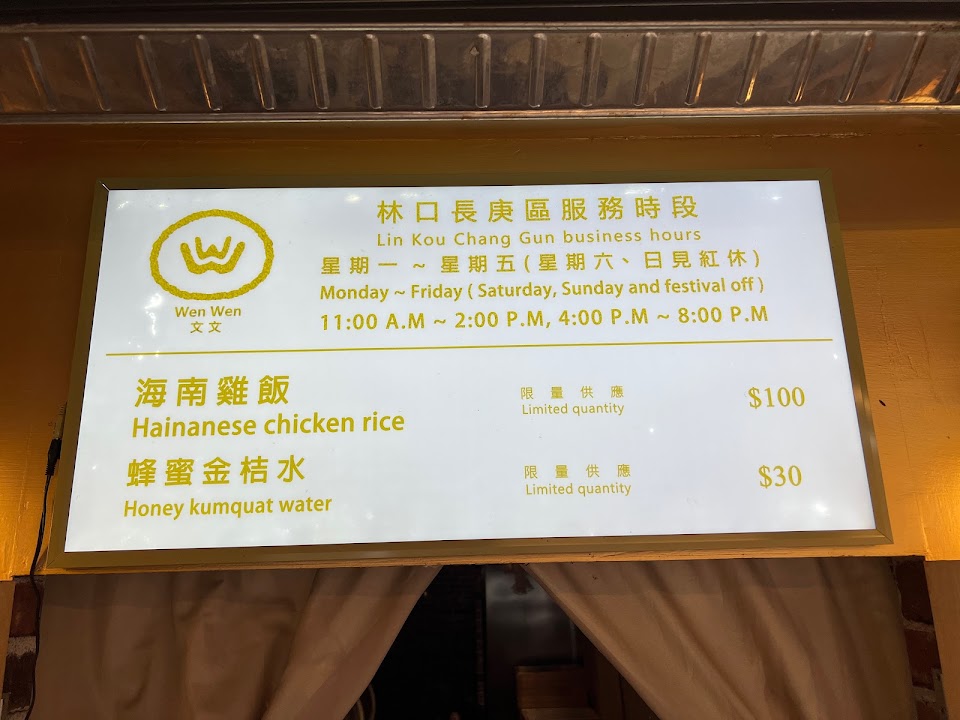 Wen Wen
文文
林口長庚區服務時段
Lin Kou Chang Gun business hours
星期一 ~ 星期五 ( 星期六、日見紅休 )
Monday ~ Friday ( Saturday, Sunday and festival off )
11:00 A.M ~ 2:00 P.M, 4:00 P.M ~ 8:00 P.M
海南雞飯 限量供應 $100
Hainanese chicken rice Limited quantity
蜂蜜金桔水 限量供應 $30
Honey kumquat water Limited quantity